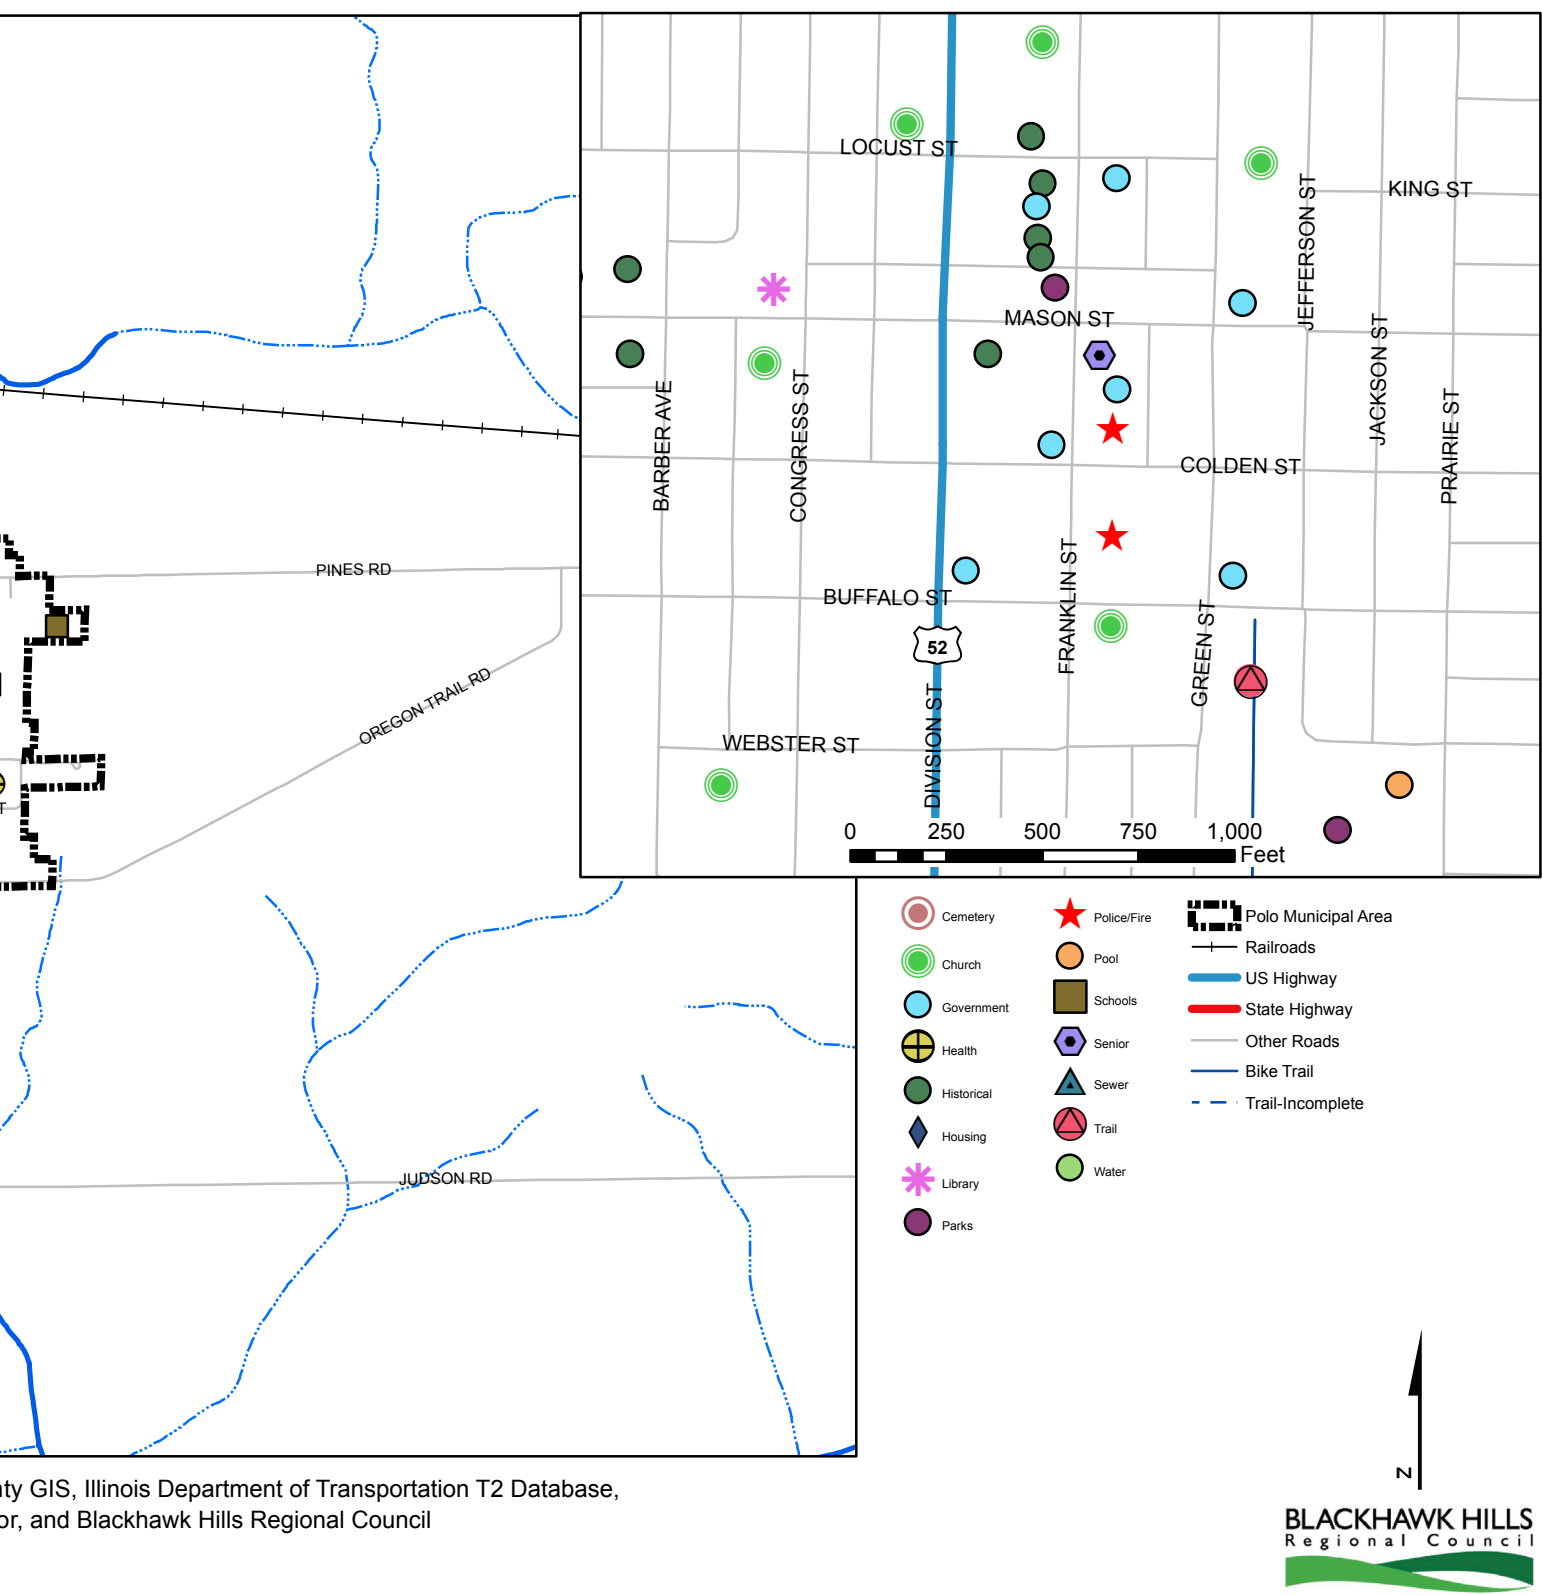 LOCUST ST
KING ST
JEFFERSON ST
MASON ST
JACKSON ST
BARBER AVE
CONGRESS ST
PRAIRIE ST
COLDEN ST
FRANKLIN ST
PINES RD
BUFFALO ST
GREEN ST
52
OREGON TRAIL RD
DIVISION ST
WEBSTER ST
T
0 250 500 750 1,000
Feet
Cemetery
Church
Government
Health
Historical
Housing
Library
Parks
Police/Fire
Pool
Schools
Senior
Sewer
Trail
Water
Polo Municipal Area
Railroads
US Highway
State Highway
Other Roads
Bike Trail
Trail-Incomplete
JUDSON RD
N
nty GIS, Illinois Department of Transportation T2 Database,
or, and Blackhawk Hills Regional Council
BLACKHAWK HILLS
Regional Council